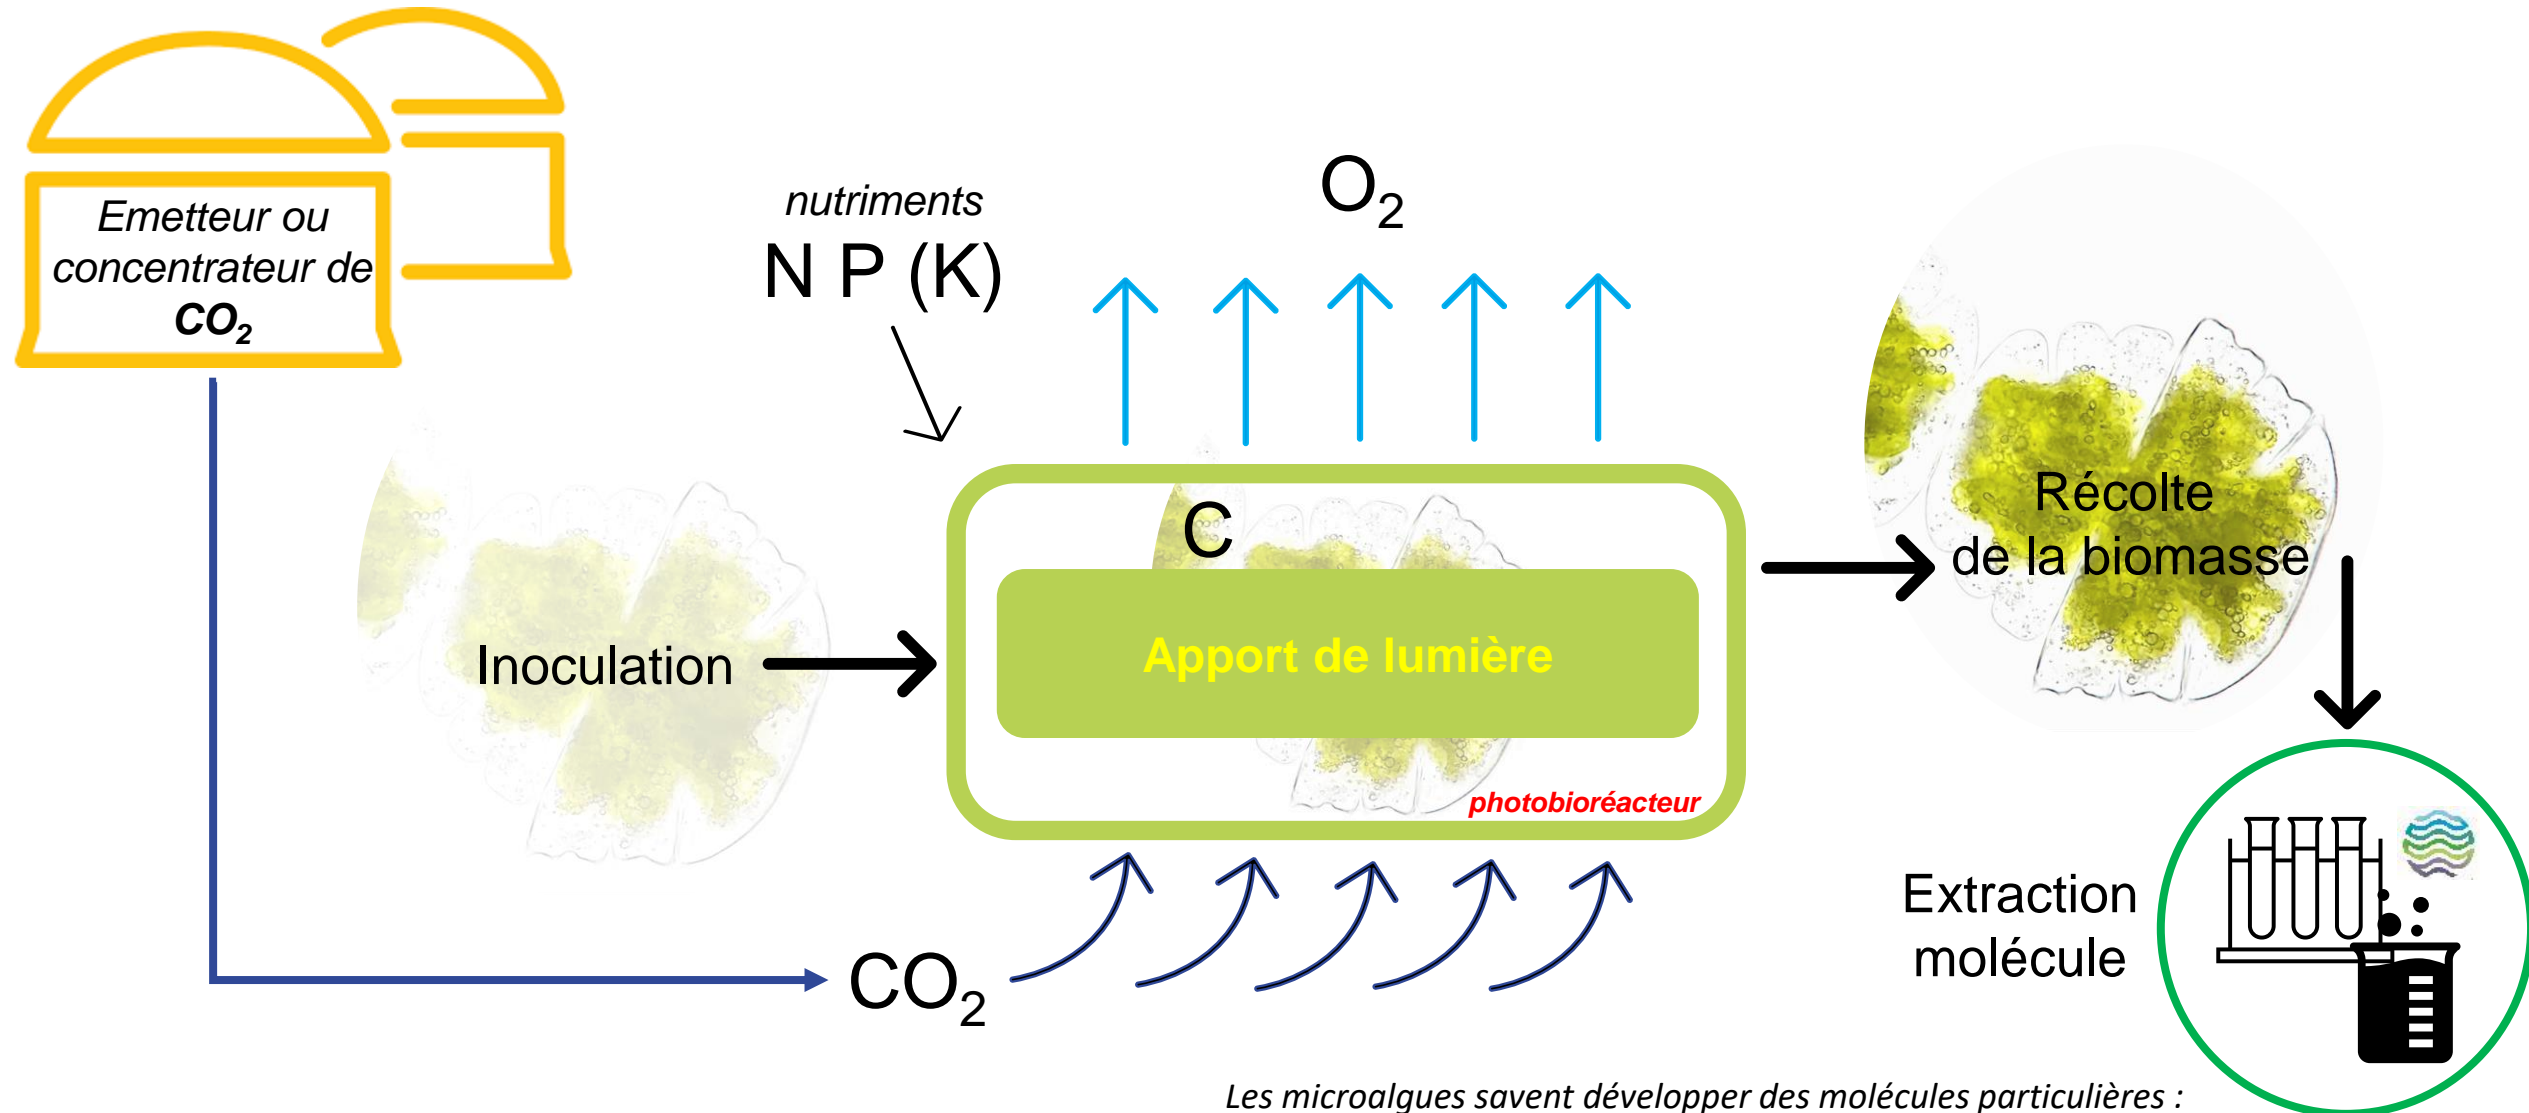 Emetteur ou
concentrateur de
CO₂
nutriments
N P (K)
O₂
C
Apport de lumière
photobioréacteur
Inoculation
CO₂
Récolte
de la biomasse
Extraction
molécule
Les microalgues savent développer des molécules particulières :